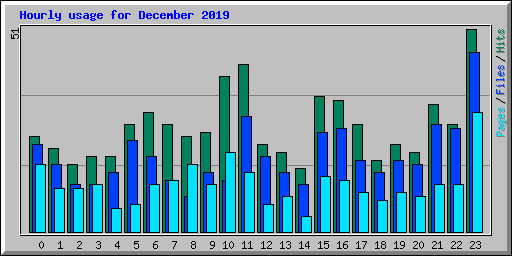 Hourly usage for December 2019
51
Pages / Files / Hits
0 1 2 3 4 5 6 7 8 9 10 11 12 13 14 15 16 17 18 19 20 21 22 23